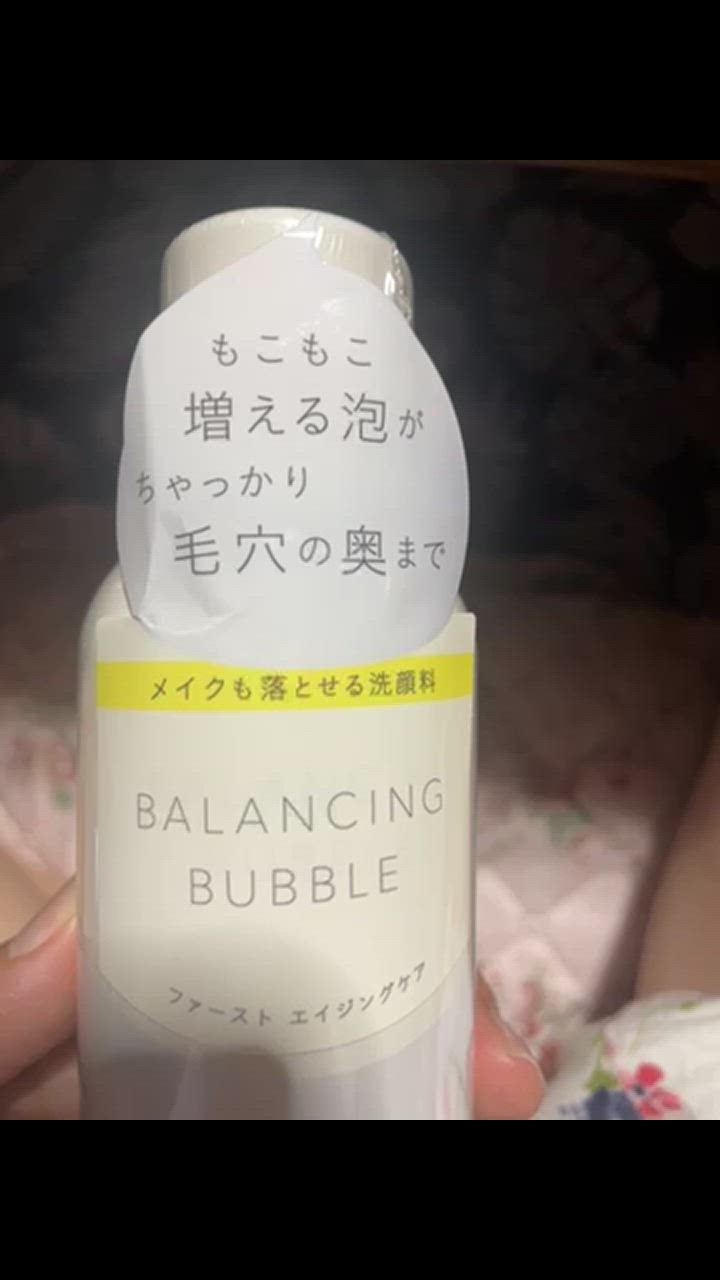 もこもこ
増える泡が
ちゃっかり
毛穴の奥まで
メイクも落とせる洗顔料
BALANCING
BUBBLE
ファースト エイジングケア